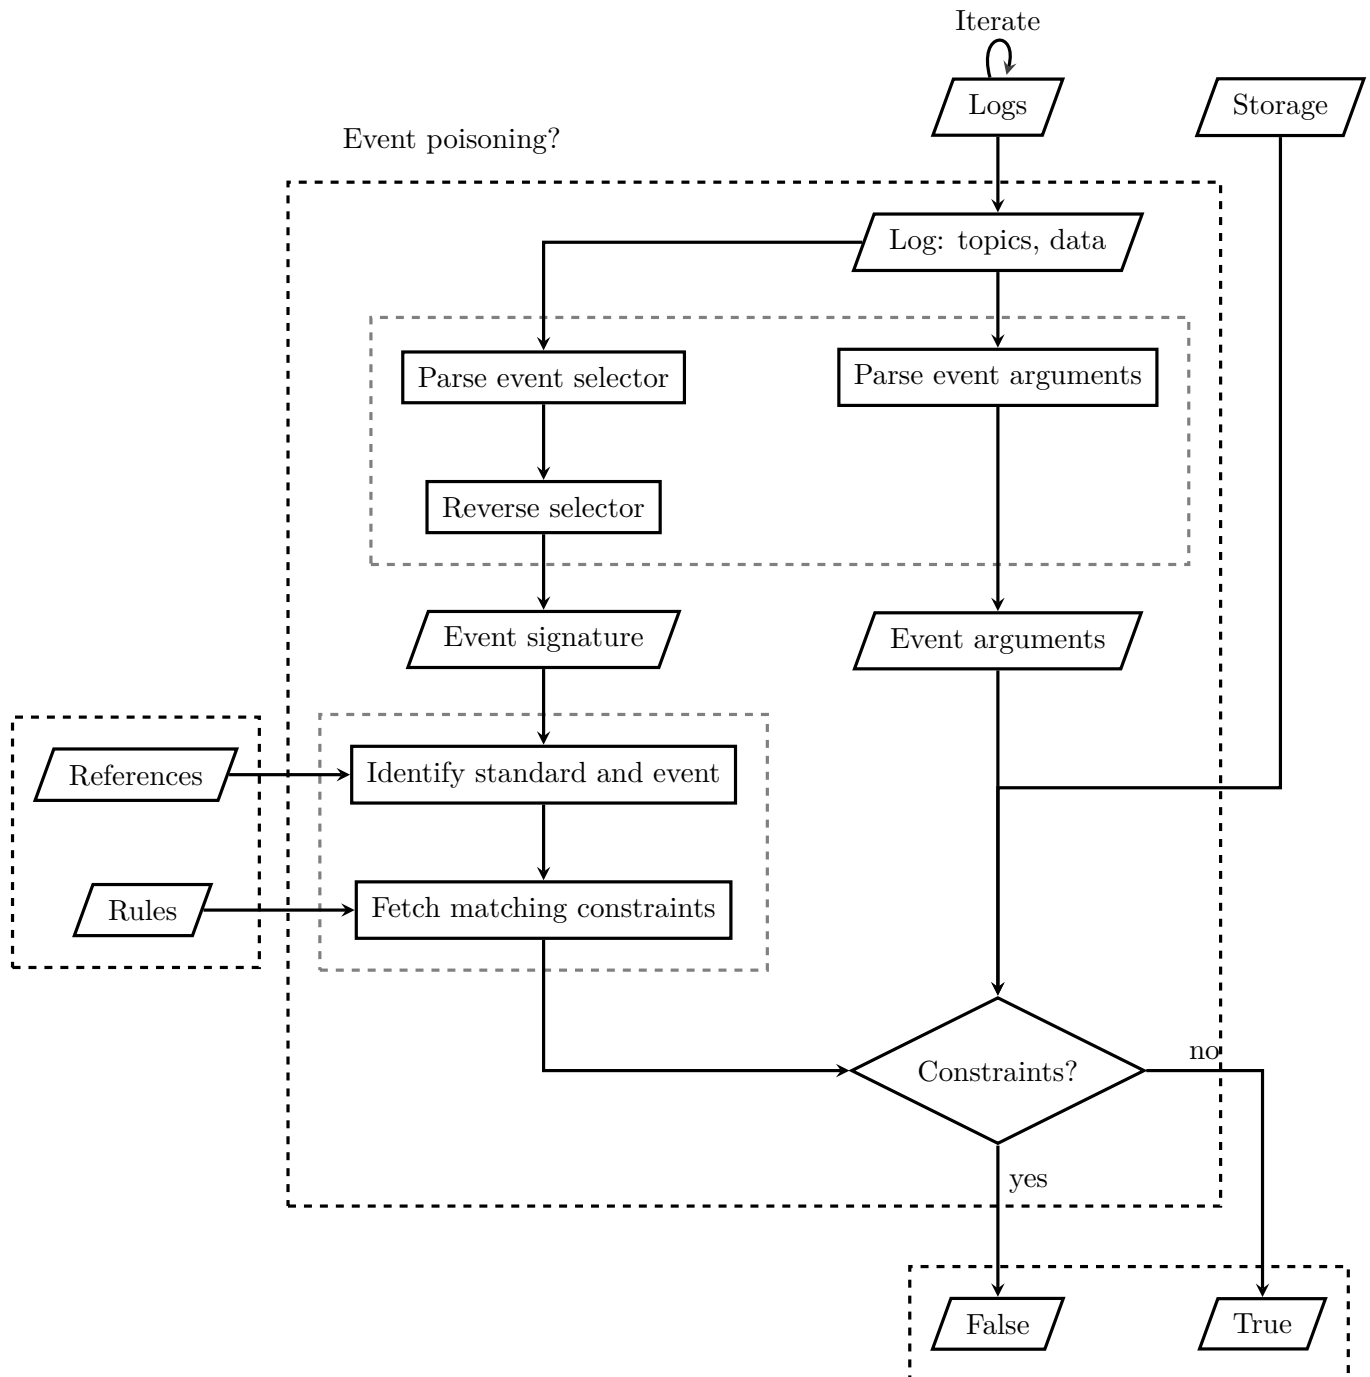 Iterate
Logs
Storage
Event poisoning?
Log: topics, data
Parse event selector
Parse event arguments
Reverse selector
Event signature
Event arguments
References
Identify standard and event
Rules
Fetch matching constraints
Constraints?
no
yes
False
True